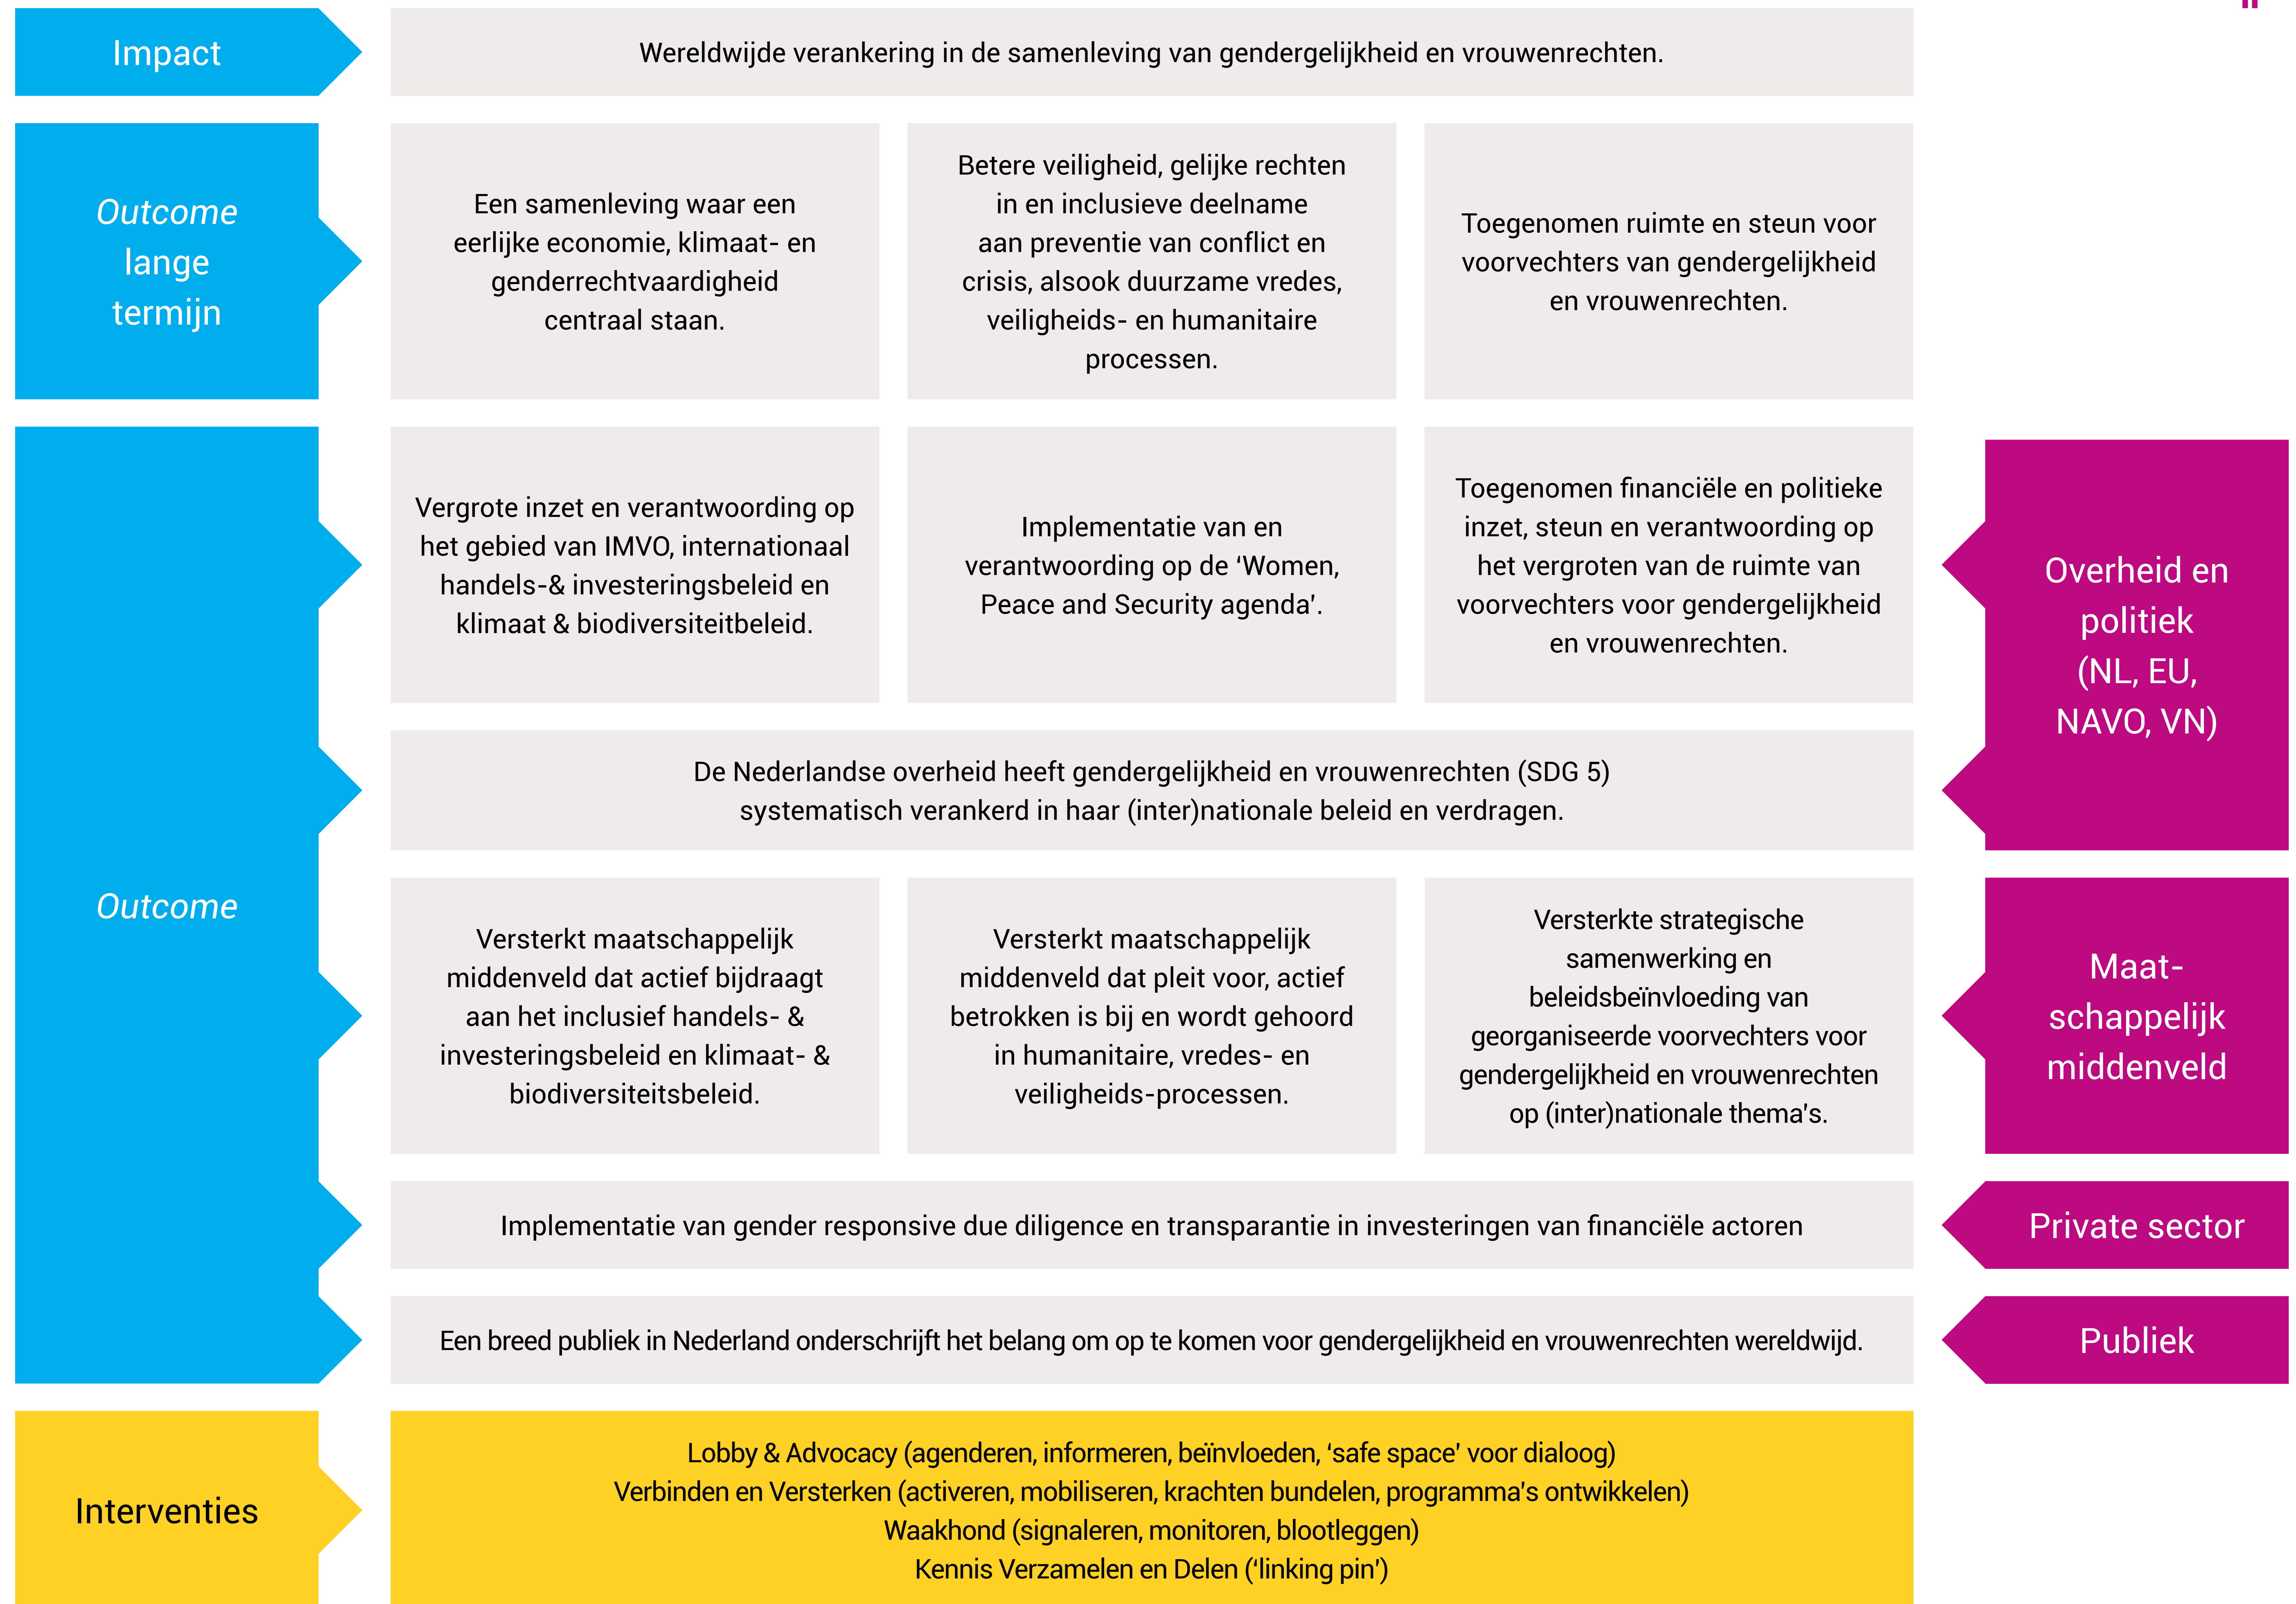 Impact
Wereldwijde verankering in de samenleving van gendergelijkheid en vrouwenrechten.
Outcome
lange
termijn
Een samenleving waar een
eerlijke economie, klimaat- en
genderrechtvaardigheid
centraal staan.
Betere veiligheid, gelijke rechten
in en inclusieve deelname
aan preventie van conflict en
crisis, alsook duurzame vredes,
veiligheids- en humanitaire
processen.
Toegenomen ruimte en steun voor
voorvechters van gendergelijkheid
en vrouwenrechten.
Outcome
Vergrote inzet en verantwoording op
het gebied van IMVO, internationaal
handels-& investeringsbeleid en
klimaat & biodiversiteitbeleid.
Implementatie van en
verantwoording op de ‘Women,
Peace and Security agenda’.
Toegenomen financiële en politieke
inzet, steun en verantwoording op
het vergroten van de ruimte van
voorvechters voor gendergelijkheid
en vrouwenrechten.
Overheid en
politiek
(NL, EU,
NAVO, VN)
De Nederlandse overheid heeft gendergelijkheid en vrouwenrechten (SDG 5)
systematisch verankerd in haar (inter)nationale beleid en verdragen.
Versterkt maatschappelijk
middenveld dat actief bijdraagt
aan het inclusief handels- &
investeringsbeleid en klimaat- &
biodiversiteitsbeleid.
Versterkt maatschappelijk
middenveld dat pleit voor, actief
betrokken is bij en wordt gehoord
in humanitaire, vredes- en
veiligheids-processen.
Versterkte strategische
samenwerking en
beleidsbeïnvloeding van
georganiseerde voorvechters voor
gendergelijkheid en vrouwenrechten
op (inter)nationale thema's.
Maat-
schappelijk
middenveld
Implementatie van gender responsive due diligence en transparantie in investeringen van financiële actoren
Private sector
Een breed publiek in Nederland onderschrijft het belang om op te komen voor gendergelijkheid en vrouwenrechten wereldwijd.
Publiek
Interventies
Lobby & Advocacy (agenderen, informeren, beïnvloeden, ‘safe space’ voor dialoog)
Verbinden en Versterken (activeren, mobiliseren, krachten bundelen, programma's ontwikkelen)
Waakhond (signaleren, monitoren, blootleggen)
Kennis Verzamelen en Delen (‘linking pin’)